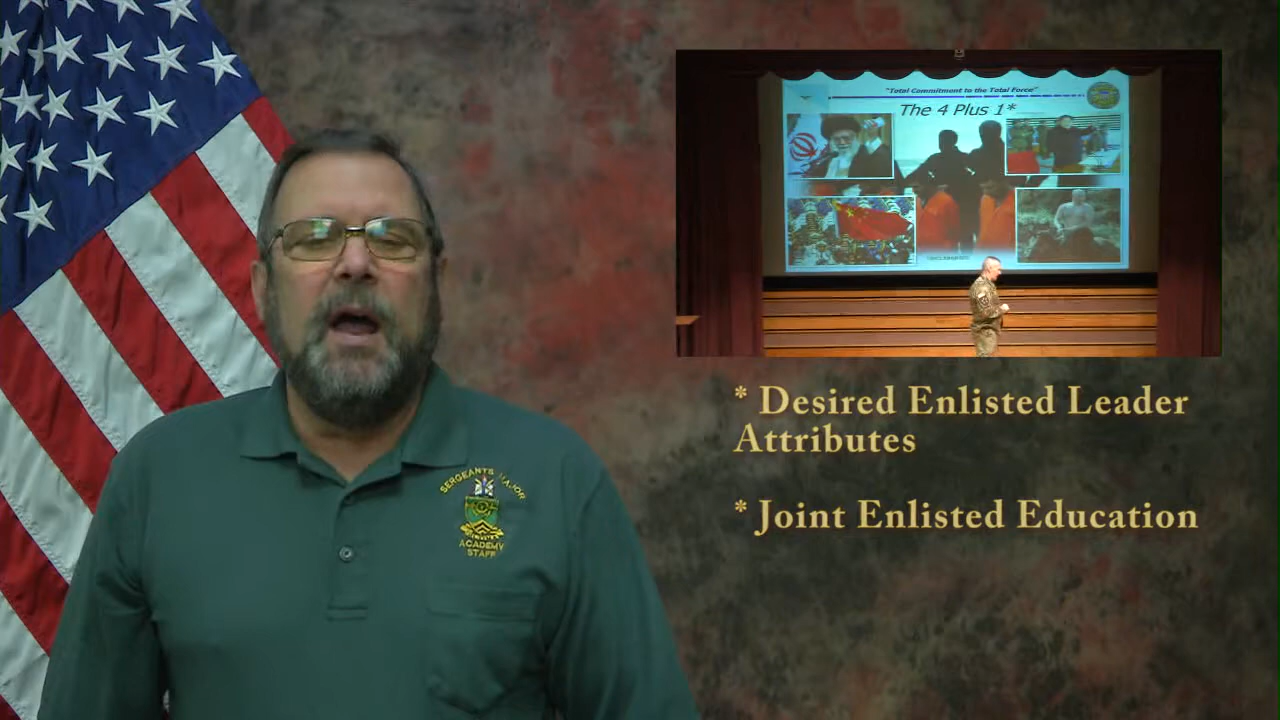 "Total Commitment to the Total Force"
The 4 Plus 1*
* Desired Enlisted Leader
Attributes
* Joint Enlisted Education
SERGEANTS MAJOR
ACADEMY
STAFF